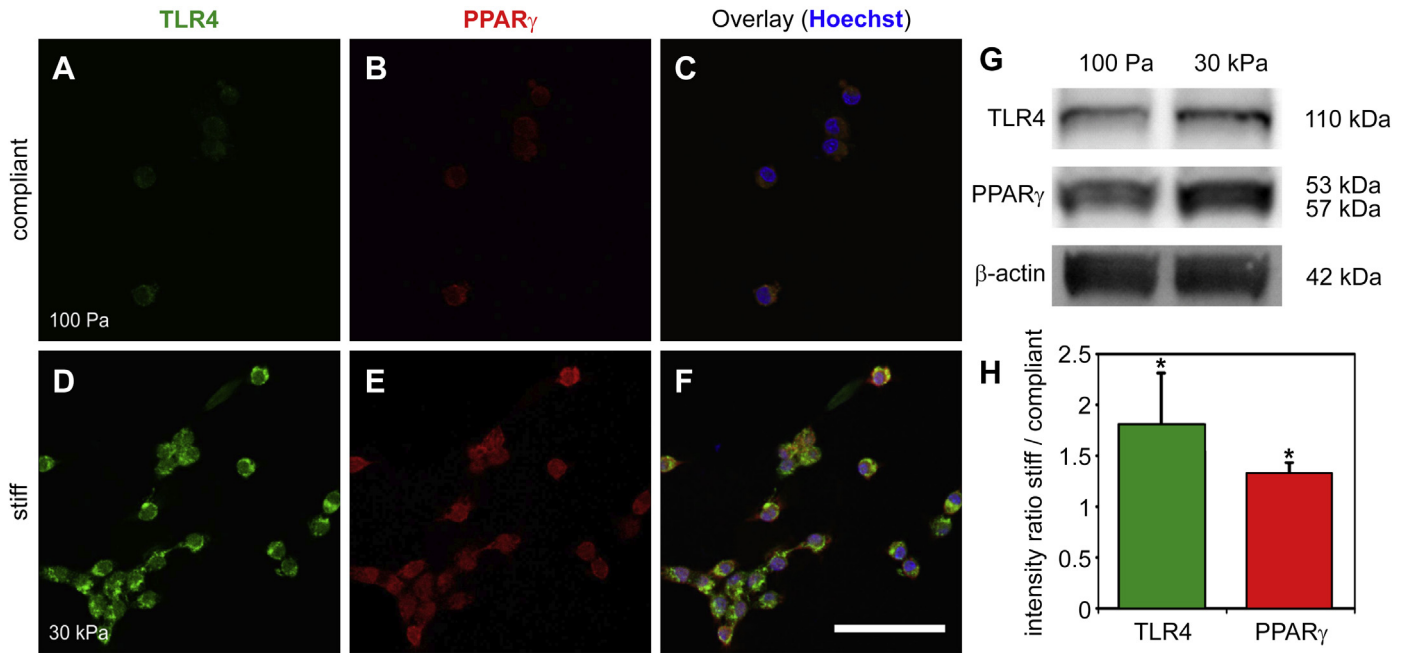 TLR4 PPARγ Overlay (Hoechst)
compliant
A B C
100 Pa
stiff
D E F
30 kPa
G
100 Pa 30 kPa
TLR4 110 kDa
PPARγ 53 kDa
57 kDa
β-actin 42 kDa
H
intensity ratio stiff / compliant
2.5
2
1.5
1
0.5
0
* *
TLR4 PPARγ